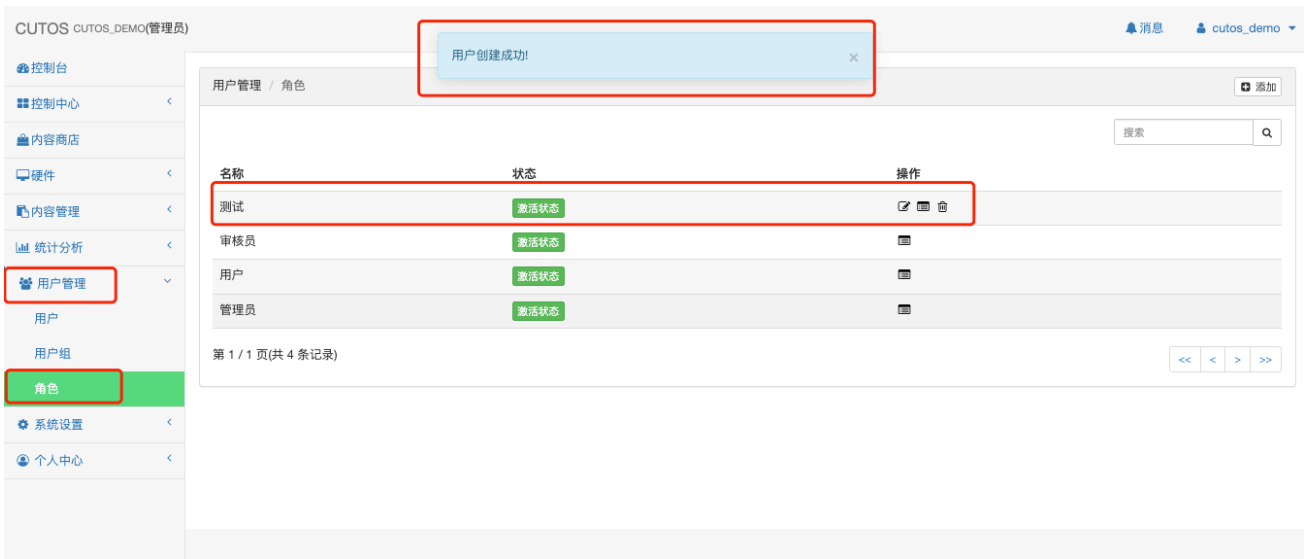 CUTOS CUTOS_DEMO(管理员)
用户创建成功!
×
消息
cutos_demo
控制台
控制中心
内容商店
硬件
内容管理
统计分析
用户管理
用户
用户组
角色
系统设置
个人中心
用户管理 / 角色
添加
搜索
名称 状态 操作
测试 激活状态
审核员 激活状态
用户 激活状态
管理员 激活状态
第 1 / 1 页(共 4 条记录)
<< < > >>